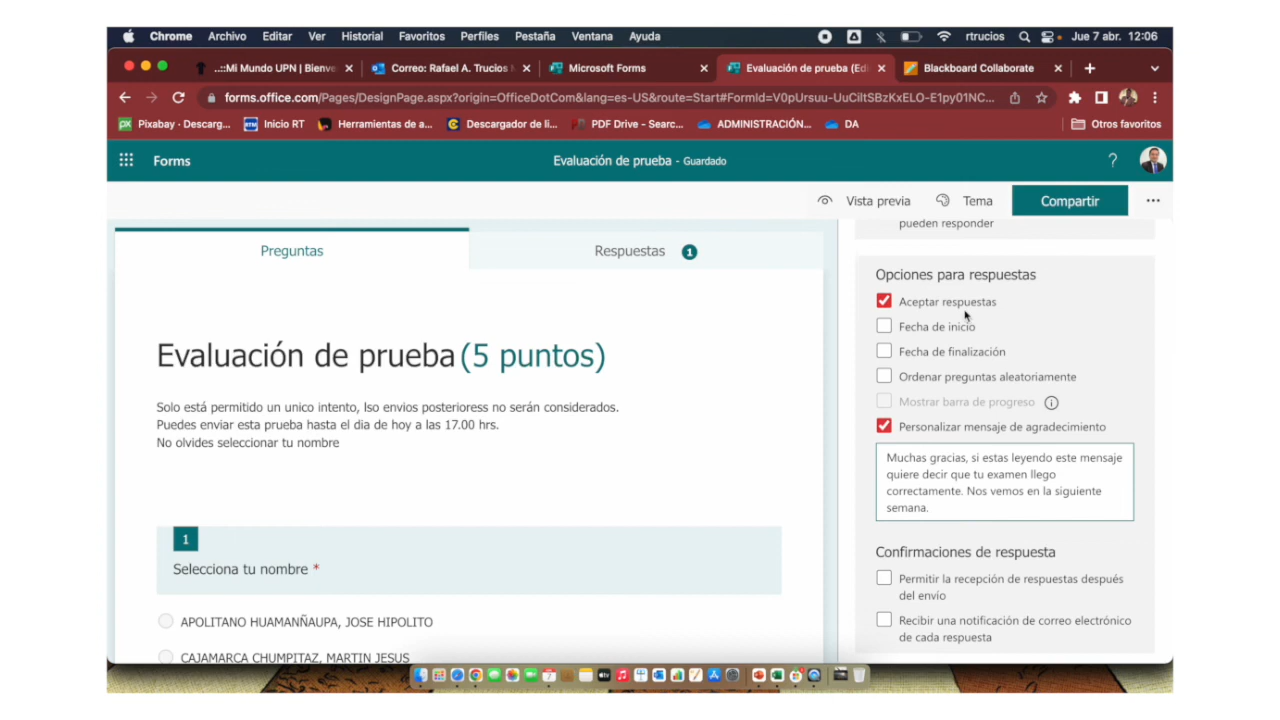 Chrome Archivo Editar Ver Historial Favoritos Perfiles Pestaña Ventana Ayuda rtrucios Jue 7 abr. 12:06
..::Mi Mundo UPN | Bienve Correo: Rafael A. Trucios Microsoft Forms Evaluación de prueba (Edi Blackboard Collaborate
forms.office.com/Pages/DesignPage.aspx?origin=OfficeDotCom&lang=es-US&route=Start#FormId=V0pUrsuu-UuCiltSBzKxELO-E1py01NC...
Pixabay · Descarg... Inicio RT Herramientas de a... Descargador de li... PDF Drive - Searc... ADMINISTRACIÓN... DA Otros favoritos
Forms Evaluación de prueba - Guardado ?
Vista previa Tema Compartir ...
pueden responder
Preguntas Respuestas 1
Opciones para respuestas
Aceptar respuestas
Fecha de inicio
Fecha de finalización
Ordenar preguntas aleatoriamente
Mostrar barra de progreso
Personalizar mensaje de agradecimiento
Muchas gracias, si estas leyendo este mensaje
quiere decir que tu examen llego
correctamente. Nos vemos en la siguiente
semana.
Confirmaciones de respuesta
Permitir la recepción de respuestas después
del envío
Recibir una notificación de correo electrónico
de cada respuesta
Evaluación de prueba (5 puntos)
Solo está permitido un unico intento, lso envios posterioress no serán considerados.
Puedes enviar esta prueba hasta el dia de hoy a las 17.00 hrs.
No olvides seleccionar tu nombre
1
Selecciona tu nombre *
APOLITANO HUAMANÑAUPA, JOSE HIPOLITO
CAJAMARCA CHUMPITAZ, MARTIN JESUS